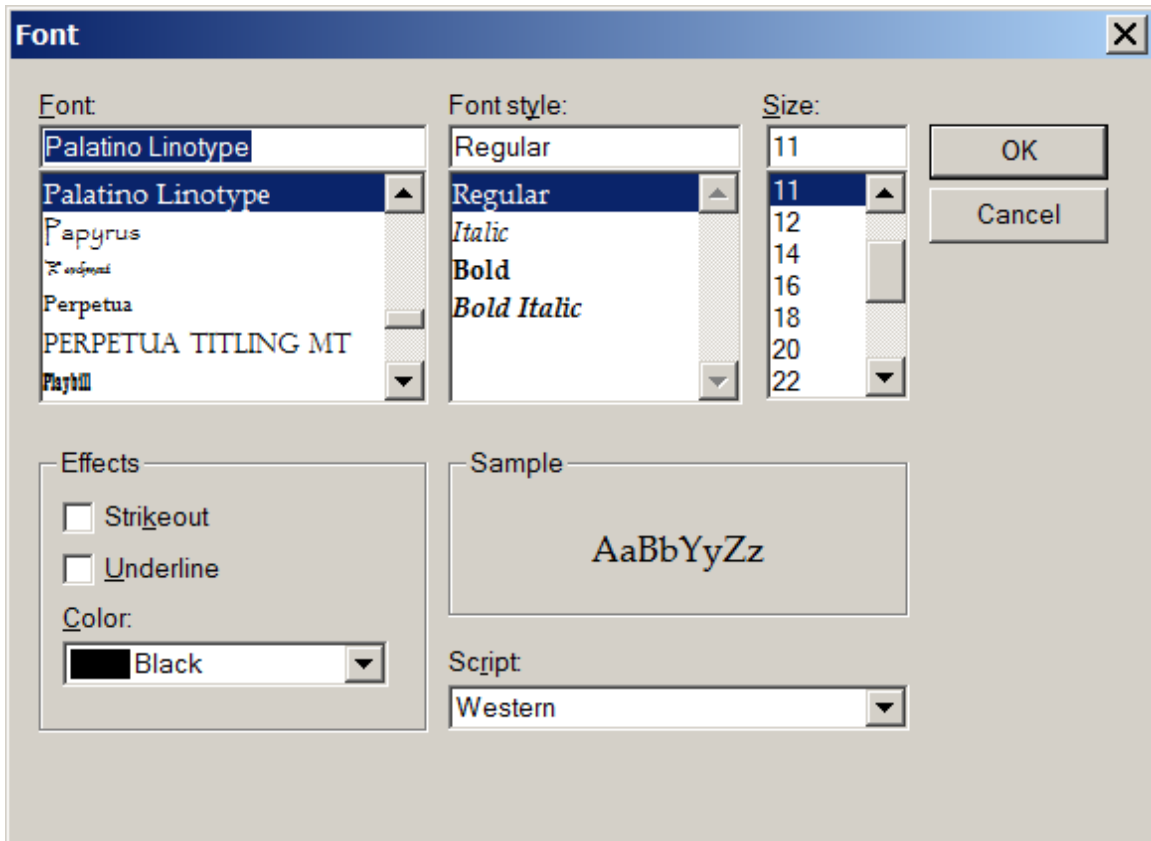 Font
Font:
Palatino Linotype
Palatino Linotype
Papyrus
Perpetua
PERPETUA TITLING MT
Playbill
Font style:
Regular
Regular
Italic
Bold
Bold Italic
Size:
11
11
12
14
16
18
20
22
OK
Cancel
Effects
Strikeout
Underline
Color:
Black
Sample
AaBbYyZz
Script:
Western